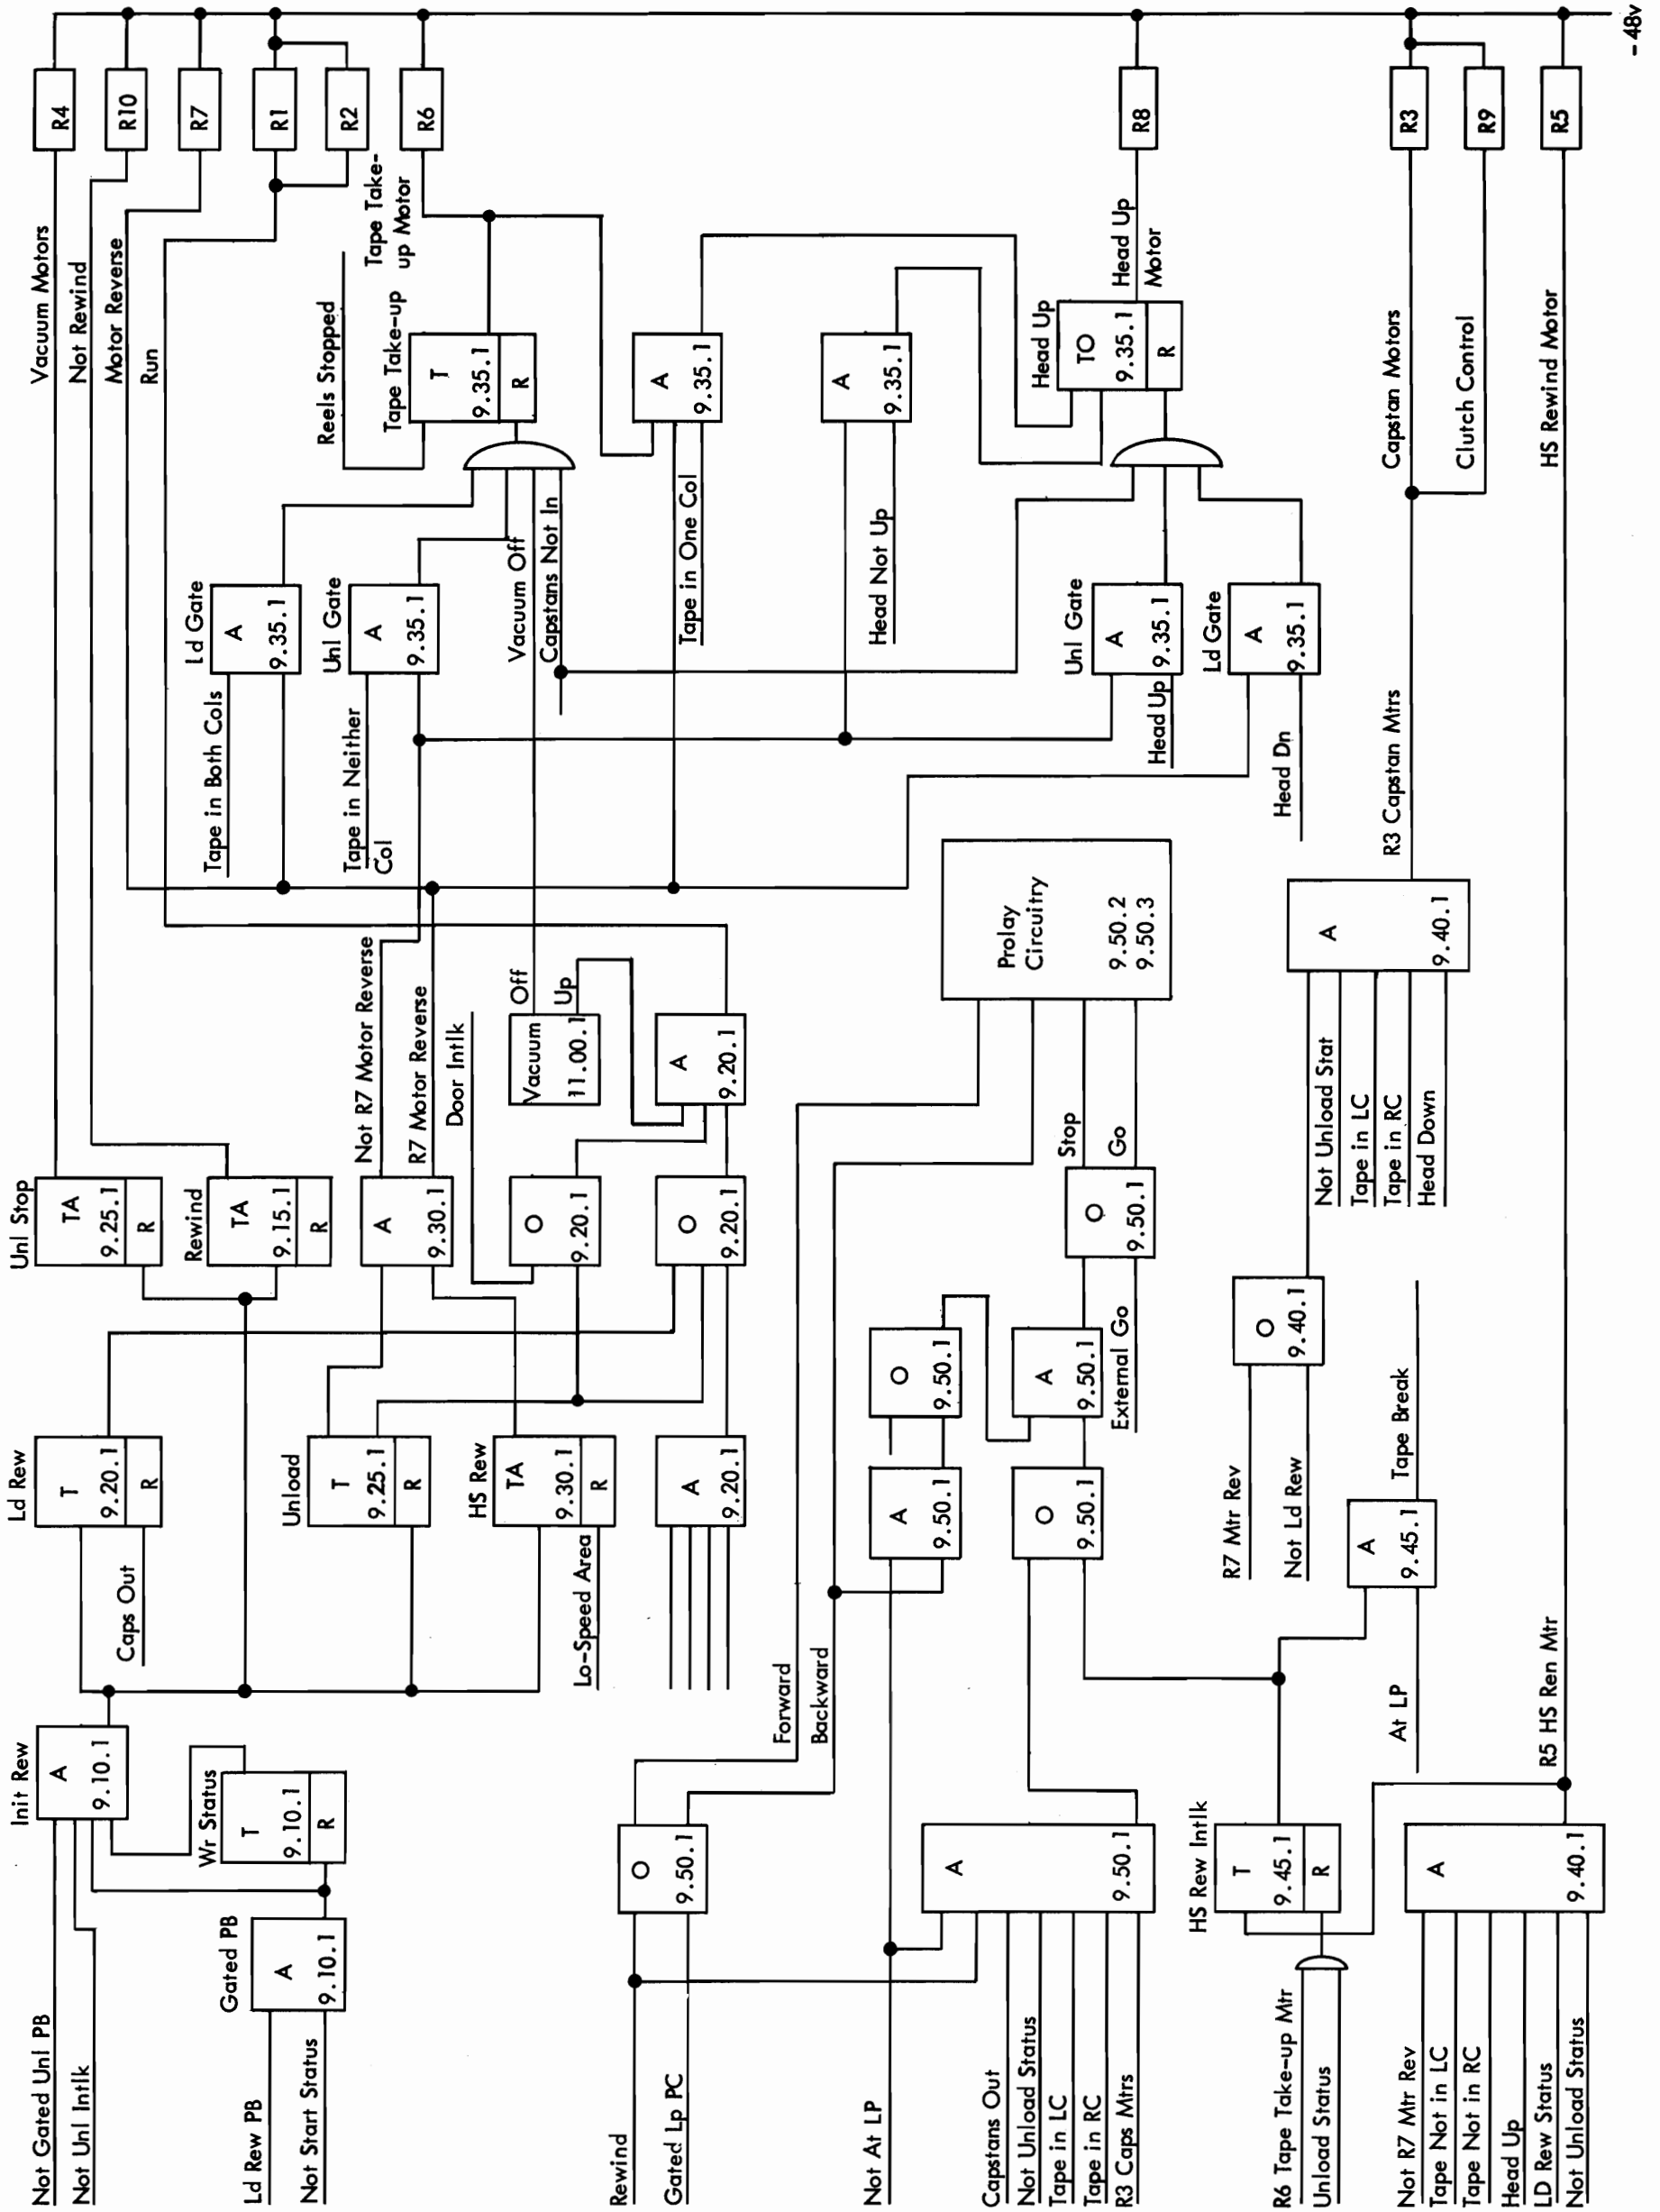 Not Gated Unl PB
Not Unl Intlk
Init Rew
A
9.10.1
Ld Rew PB
Not Start Status
Gated PB
A
9.10.1
Wr Status
T
9.10.1
R
Ld Rew
T
9.20.1
R
Caps Out
Unl Stop
TA
9.25.1
R
Rewind
TA
9.15.1
R
Unload
T
9.25.1
R
HS Rew
TA
9.30.1
R
Lo-Speed Area
A
9.20.1
A
9.30.1
Not R7 Motor Reverse
R7 Motor Reverse
Door Intlk
O
9.20.1
O
9.20.1
Vacuum
11.00.1
Off
Up
A
9.20.1
Vacuum Motors
Not Rewind
Motor Reverse
Run
R4
R10
R7
R1
R2
R6
Tape in Both Cols
Ld Gate
A
9.35.1
Tape in Neither
Col
Unl Gate
A
9.35.1
Vacuum Off
Capstans Not In
Reels Stopped
Tape Take-up
T
9.35.1
R
Tape Take-
up Motor
Tape in One Col
A
9.35.1
Head Not Up
A
9.35.1
Head Up
Unl Gate
A
9.35.1
Head Dn
Ld Gate
A
9.35.1
Head Up
TO
9.35.1
R
Head Up
Motor
R8
Rewind
Gated Lp PC
O
9.50.1
Forward
Backward
Not At LP
Capstans Out
Not Unload Status
Tape in LC
Tape in RC
R3 Caps Mtrs
A
9.50.1
A
9.50.1
O
9.50.1
O
9.50.1
A
9.50.1
External Go
O
9.50.1
Stop
Go
Prolay
Circuitry
9.50.2
9.50.3
R6 Tape Take-up Mtr
Unload Status
HS Rew Intlk
T
9.45.1
R
At LP
A
9.45.1
Tape Break
R7 Mtr Rev
Not Ld Rew
O
9.40.1
Not Unload Stat
Tape in LC
Tape in RC
Head Down
A
9.40.1
R3 Capstan Mtrs
Capstan Motors
Clutch Control
R3
R9
Not R7 Mtr Rev
Tape Not in LC
Tape Not in RC
Head Up
LD Rew Status
Not Unload Status
A
9.40.1
R5 HS Ren Mtr
HS Rewind Motor
R5
-48v